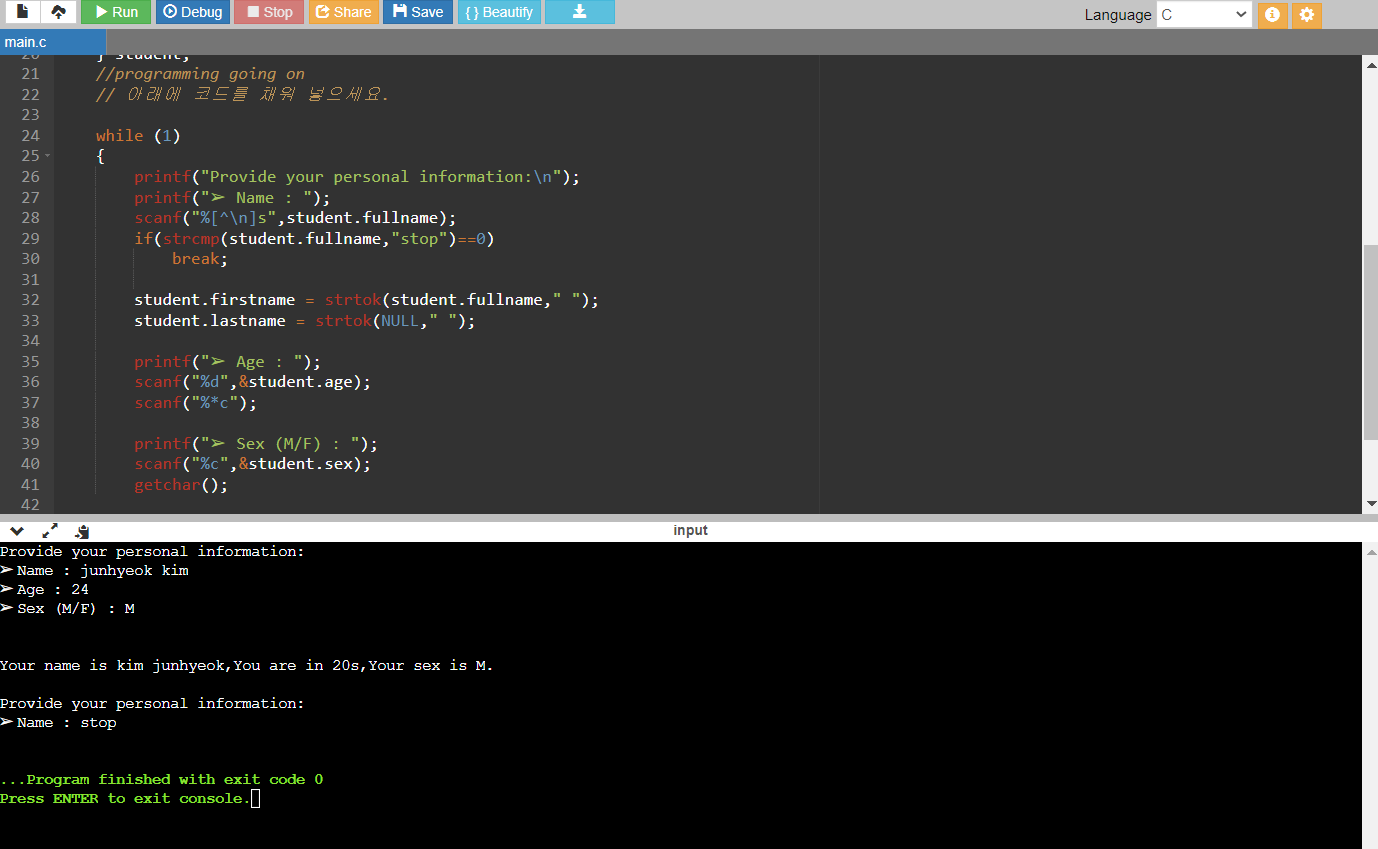 Run Debug Stop Share Save { } Beautify Language C
main.c
20 } student;
21 //programming going on
22 // 아래에 코드를 채워 넣으세요.
23
24 while (1)
25 {
26 printf("Provide your personal information:\n");
27 printf("➢ Name : ");
28 scanf("%[^\n]s",student.fullname);
29 if(strcmp(student.fullname,"stop")==0)
30 break;
31
32 student.firstname = strtok(student.fullname," ");
33 student.lastname = strtok(NULL," ");
34
35 printf("➢ Age : ");
36 scanf("%d",&student.age);
37 scanf("%*c");
38
39 printf("➢ Sex (M/F) : ");
40 scanf("%c",&student.sex);
41 getchar();
42
input
Provide your personal information:
➢ Name : junhyeok kim
➢ Age : 24
➢ Sex (M/F) : M
Your name is kim junhyeok,You are in 20s,Your sex is M.
Provide your personal information:
➢ Name : stop
...Program finished with exit code 0
Press ENTER to exit console.